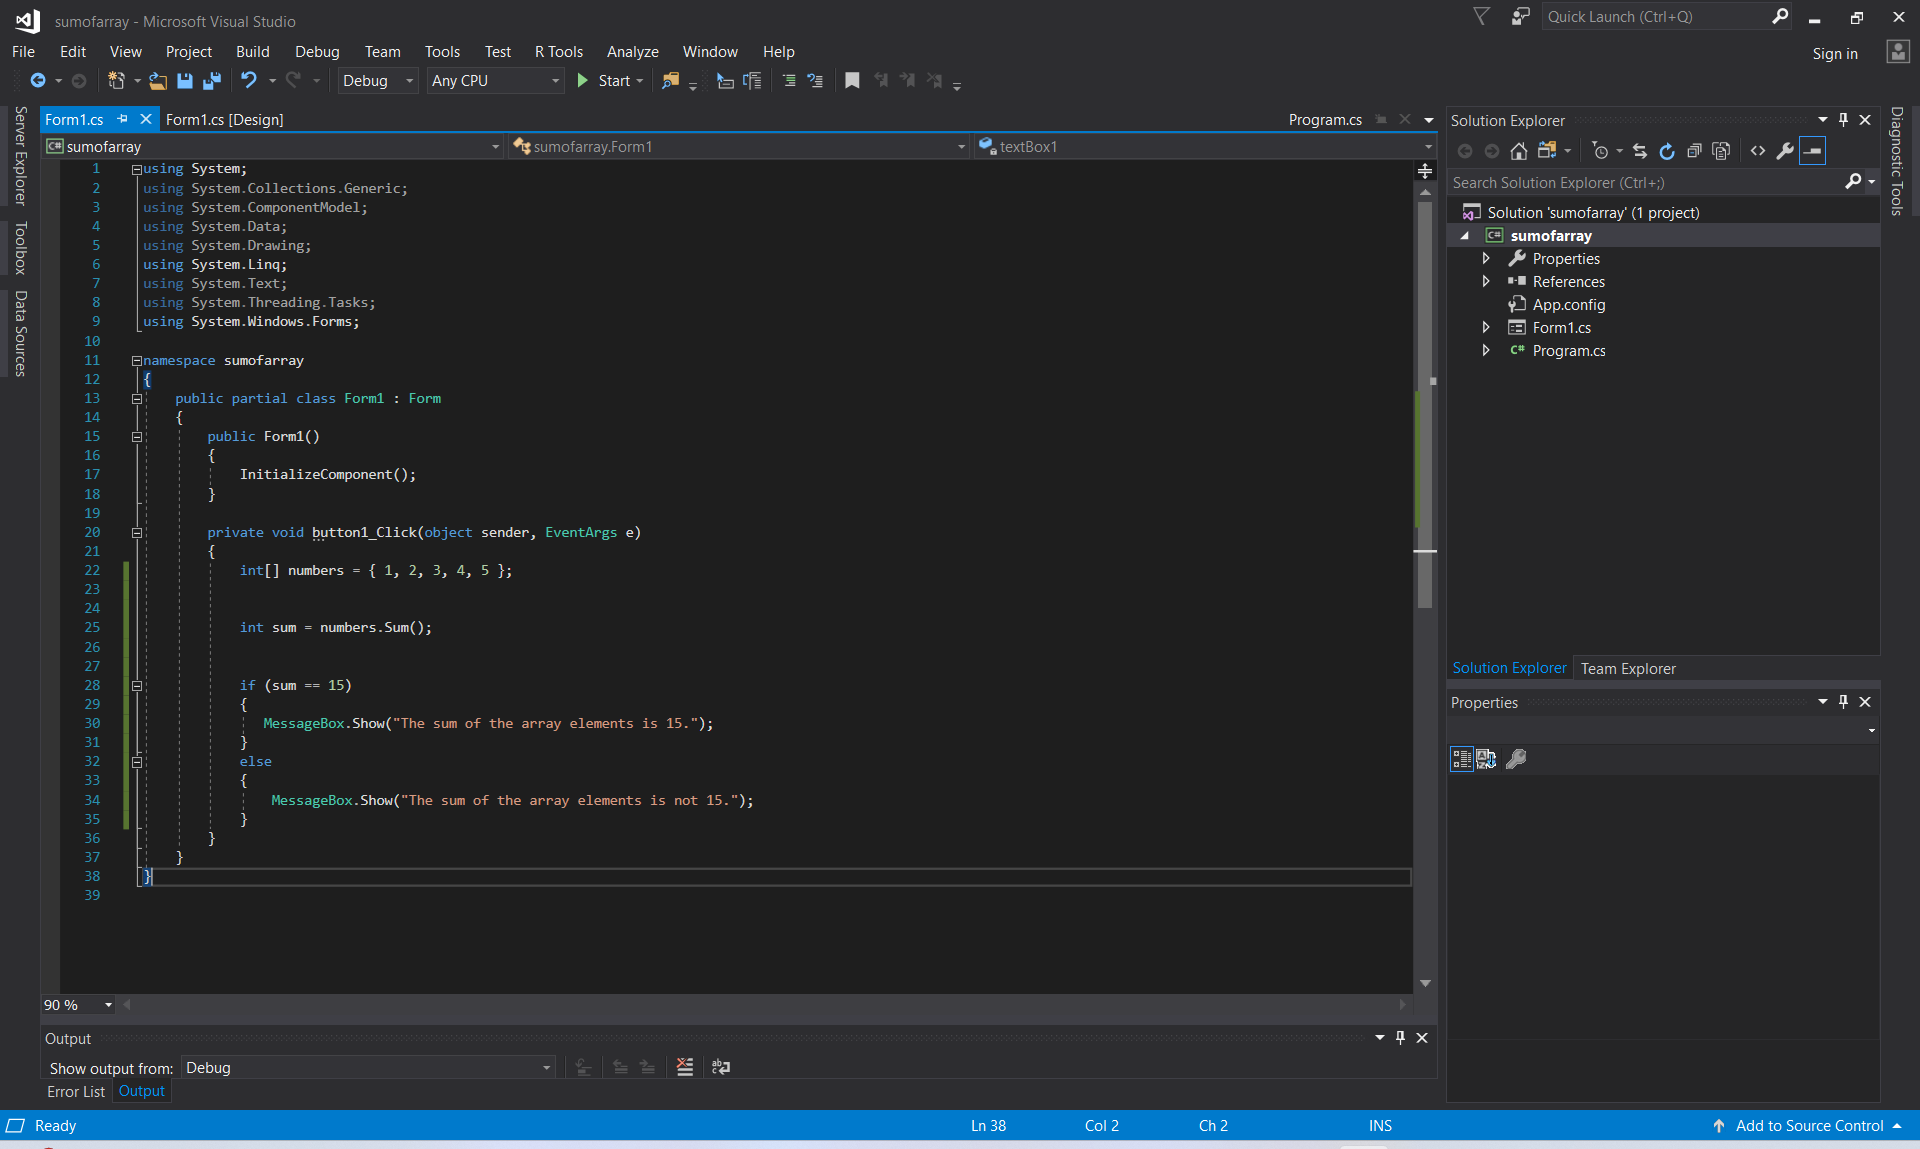 sumofarray - Microsoft Visual Studio
Quick Launch (Ctrl+Q)
File Edit View Project Build Debug Team Tools Test R Tools Analyze Window Help
Sign in
Debug Any CPU Start
Server Explorer
Toolbox
Data Sources
Form1.cs Form1.cs [Design] Program.cs
sumofarray sumofarray.Form1 textBox1
1 using System;
2 using System.Collections.Generic;
3 using System.ComponentModel;
4 using System.Data;
5 using System.Drawing;
6 using System.Linq;
7 using System.Text;
8 using System.Threading.Tasks;
9 using System.Windows.Forms;
10
11 namespace sumofarray
12 {
13 public partial class Form1 : Form
14 {
15 public Form1()
16 {
17 InitializeComponent();
18 }
19
20 private void button1_Click(object sender, EventArgs e)
21 {
22 int[] numbers = { 1, 2, 3, 4, 5 };
23
24
25 int sum = numbers.Sum();
26
27
28 if (sum == 15)
29 {
30 MessageBox.Show("The sum of the array elements is 15.");
31 }
32 else
33 {
34 MessageBox.Show("The sum of the array elements is not 15.");
35 }
36 }
37 }
38 }
39
90 %
Output
Show output from: Debug
Error List Output
Solution Explorer
Search Solution Explorer (Ctrl+;)
Solution 'sumofarray' (1 project)
C# sumofarray
Properties
References
App.config
Form1.cs
C# Program.cs
Solution Explorer Team Explorer
Properties
Diagnostic Tools
Ready Ln 38 Col 2 Ch 2 INS Add to Source Control